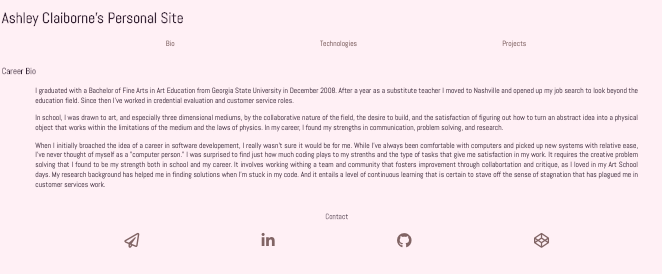 Ashley Claiborne's Personal Site
Bio Technologies Projects
Career Bio
I graduated with a Bachelor of Fine Arts in Art Education from Georgia State University in December 2008. After a year as a substitute teacher I moved to Nashville and opened up my job search to look beyond the
education field. Since then I've worked in credential evaluation and customer service roles.
In school, I was drawn to art, and especially three dimensional mediums, by the collaborative nature of the field, the desire to build, and the satisfaction of figuring out how to turn an abstract idea into a physical
object that works within the limitations of the medium and the laws of physics. In my career, I found my strengths in communication, problem solving, and research.
When I initially broached the idea of a career in software developement, I really wasn't sure it would be for me. While I've always been comfortable with computers and picked up new systems with relative ease,
I've never thought of myself as a "computer person." I was surprised to find just how much coding plays to my strenths and the type of tasks that give me satisfaction in my work. It requires the creative problem
solving that I found to be my strength both in school and my career. It involves working withing a team and community that fosters improvement through collabortation and critique, as I loved in my Art School
days. My research background has helped me in finding solutions when I'm stuck in my code. And it entails a level of continuous learning that is certain to stave off the sense of stagnation that has plagued me in
customer services work.
Contact
in